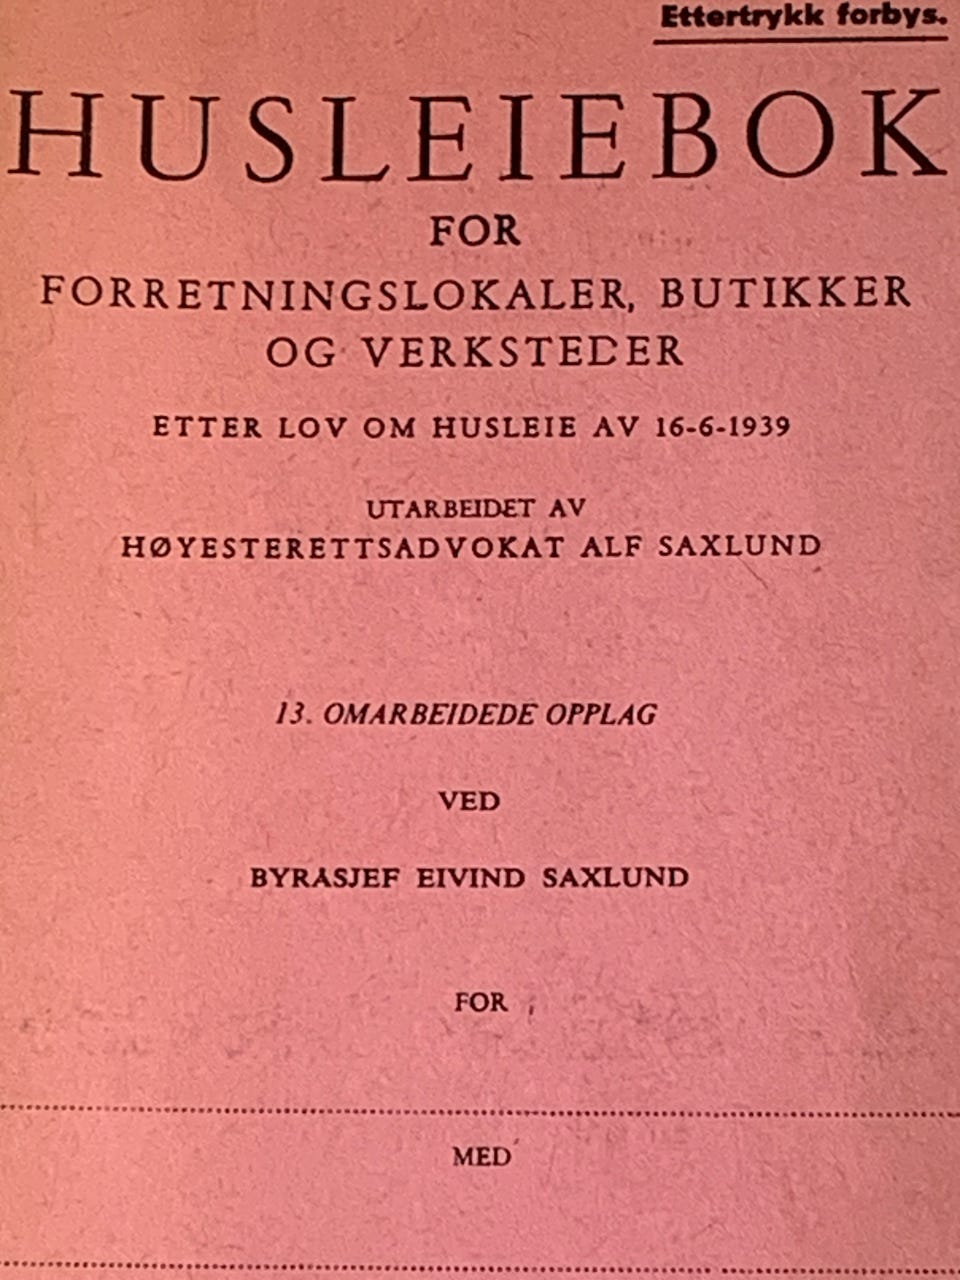 Ettertrykk forbys.
HUSLEIEBOK
FOR
FORRETNINGSLOKALER, BUTIKKER
OG VERKSTEDER
ETTER LOV OM HUSLEIE AV 16-6-1939
UTARBEIDET AV
HØYESTERETTSADVOKAT ALF SAXLUND
13. OMARBEIDEDE OPPLAG
VED
BYRÅSJEF EIVIND SAXLUND
FOR
MED